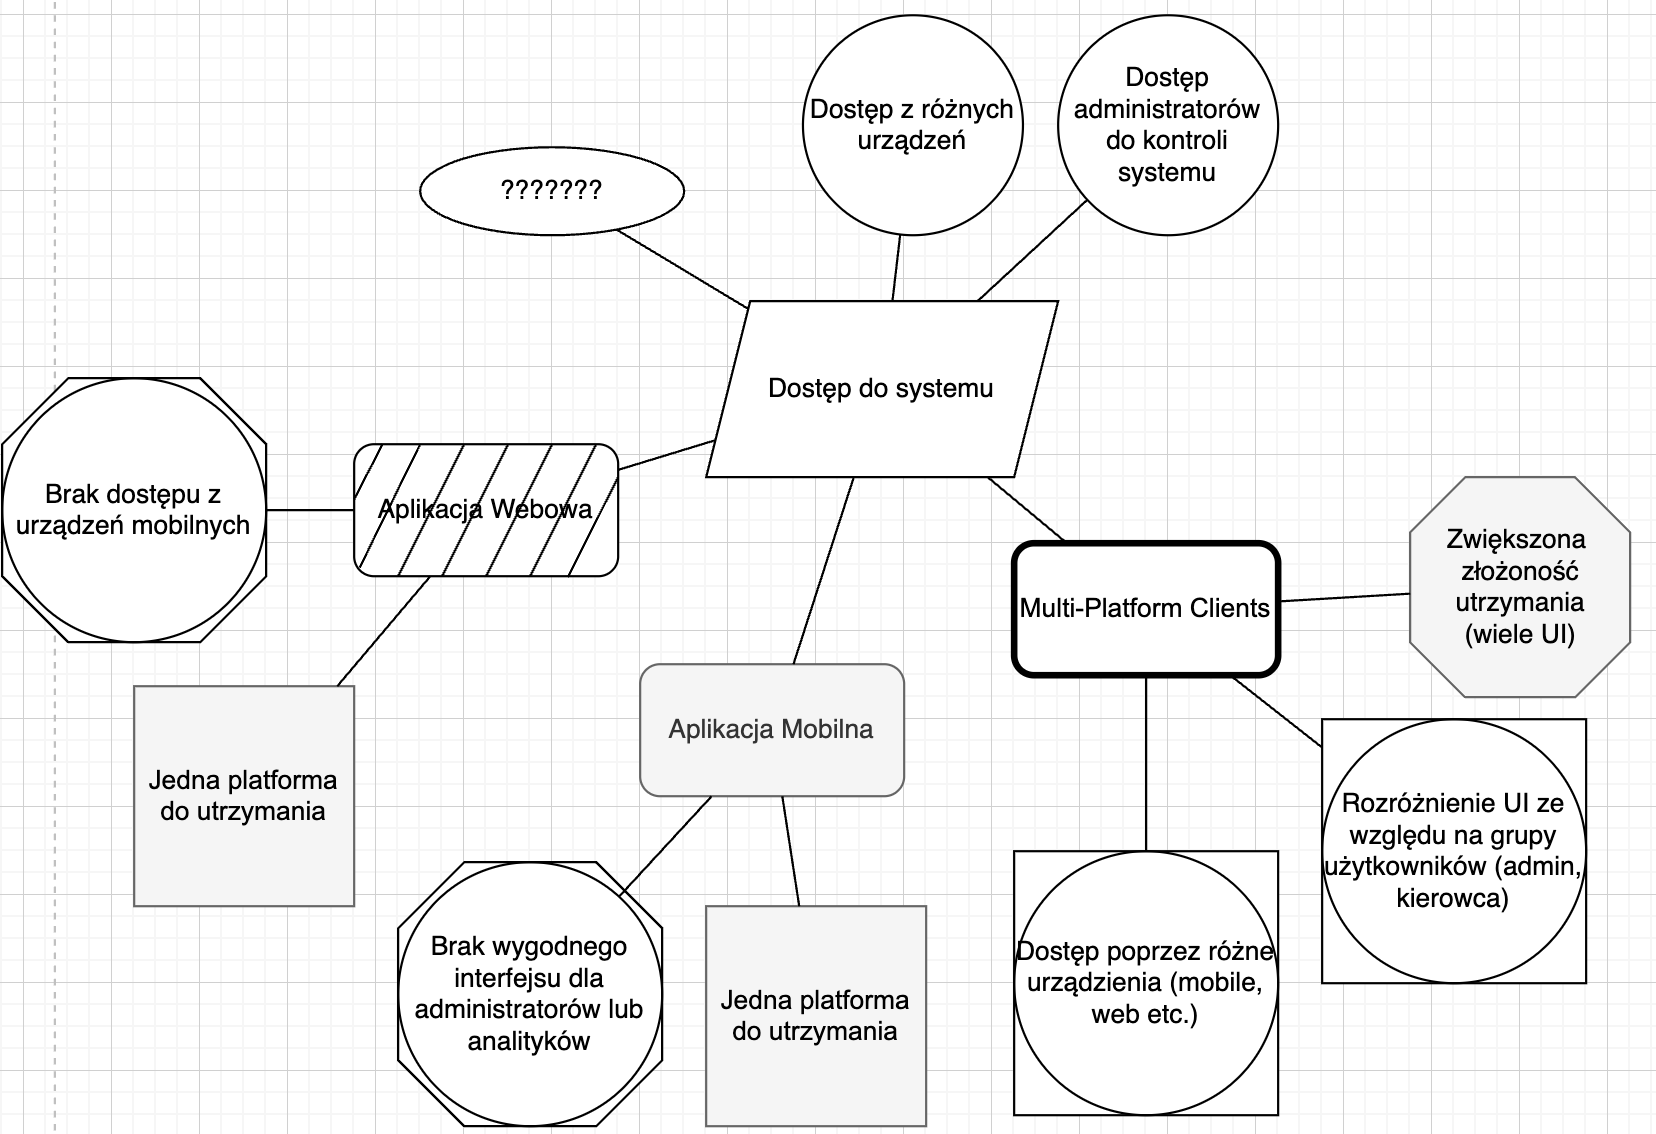 Dostęp z różnych
urządzeń
Dostęp
administratorów
do kontroli
systemu
???????
Dostęp do systemu
Brak dostępu z
urządzeń mobilnych
Aplikacja Webowa
Zwiększona
złożoność
utrzymania
(wiele UI)
Multi-Platform Clients
Jedna platforma
do utrzymania
Aplikacja Mobilna
Rozróżnienie UI ze
względu na grupy
użytkowników (admin,
kierowca)
Brak wygodnego
interfejsu dla
administratorów lub
analityków
Jedna platforma
do utrzymania
Dostęp poprzez różne
urządzienia (mobile,
web etc.)